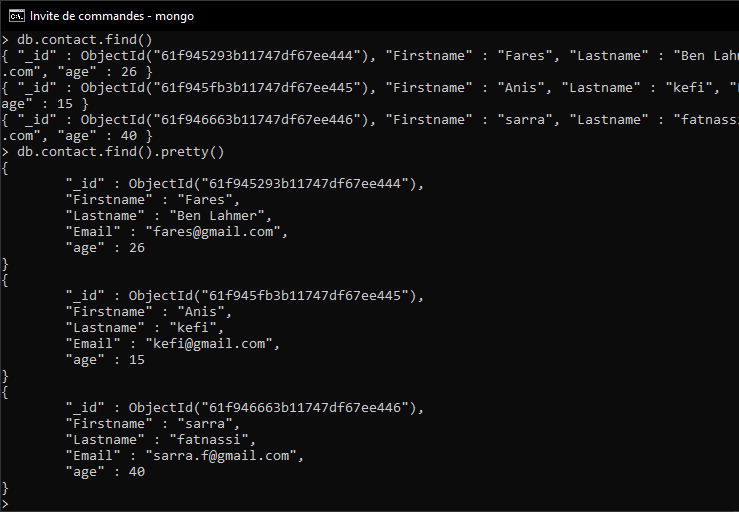 Invite de commandes - mongo
> db.contact.find()
{ "_id" : ObjectId("61f945293b11747df67ee444"), "Firstname" : "Fares", "Lastname" : "Ben Lahm
.com", "age" : 26 }
{ "_id" : ObjectId("61f945fb3b11747df67ee445"), "Firstname" : "Anis", "Lastname" : "kefi", "
age" : 15 }
{ "_id" : ObjectId("61f946663b11747df67ee446"), "Firstname" : "sarra", "Lastname" : "fatnassi
.com", "age" : 40 }
> db.contact.find().pretty()
{
"_id" : ObjectId("61f945293b11747df67ee444"),
"Firstname" : "Fares",
"Lastname" : "Ben Lahmer",
"Email" : "fares@gmail.com",
"age" : 26
}
{
"_id" : ObjectId("61f945fb3b11747df67ee445"),
"Firstname" : "Anis",
"Lastname" : "kefi",
"Email" : "kefi@gmail.com",
"age" : 15
}
{
"_id" : ObjectId("61f946663b11747df67ee446"),
"Firstname" : "sarra",
"Lastname" : "fatnassi",
"Email" : "sarra.f@gmail.com",
"age" : 40
}
>